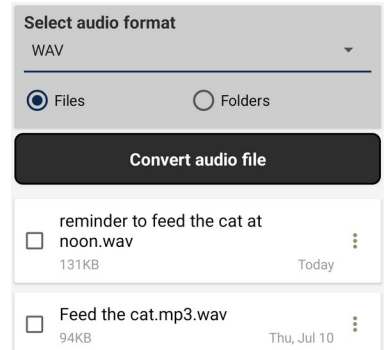 Select audio format
WAV
Files
Folders
Convert audio file
reminder to feed the cat at
noon.wav
131KB
Today
Feed the cat.mp3.wav
94KB
Thu, Jul 10